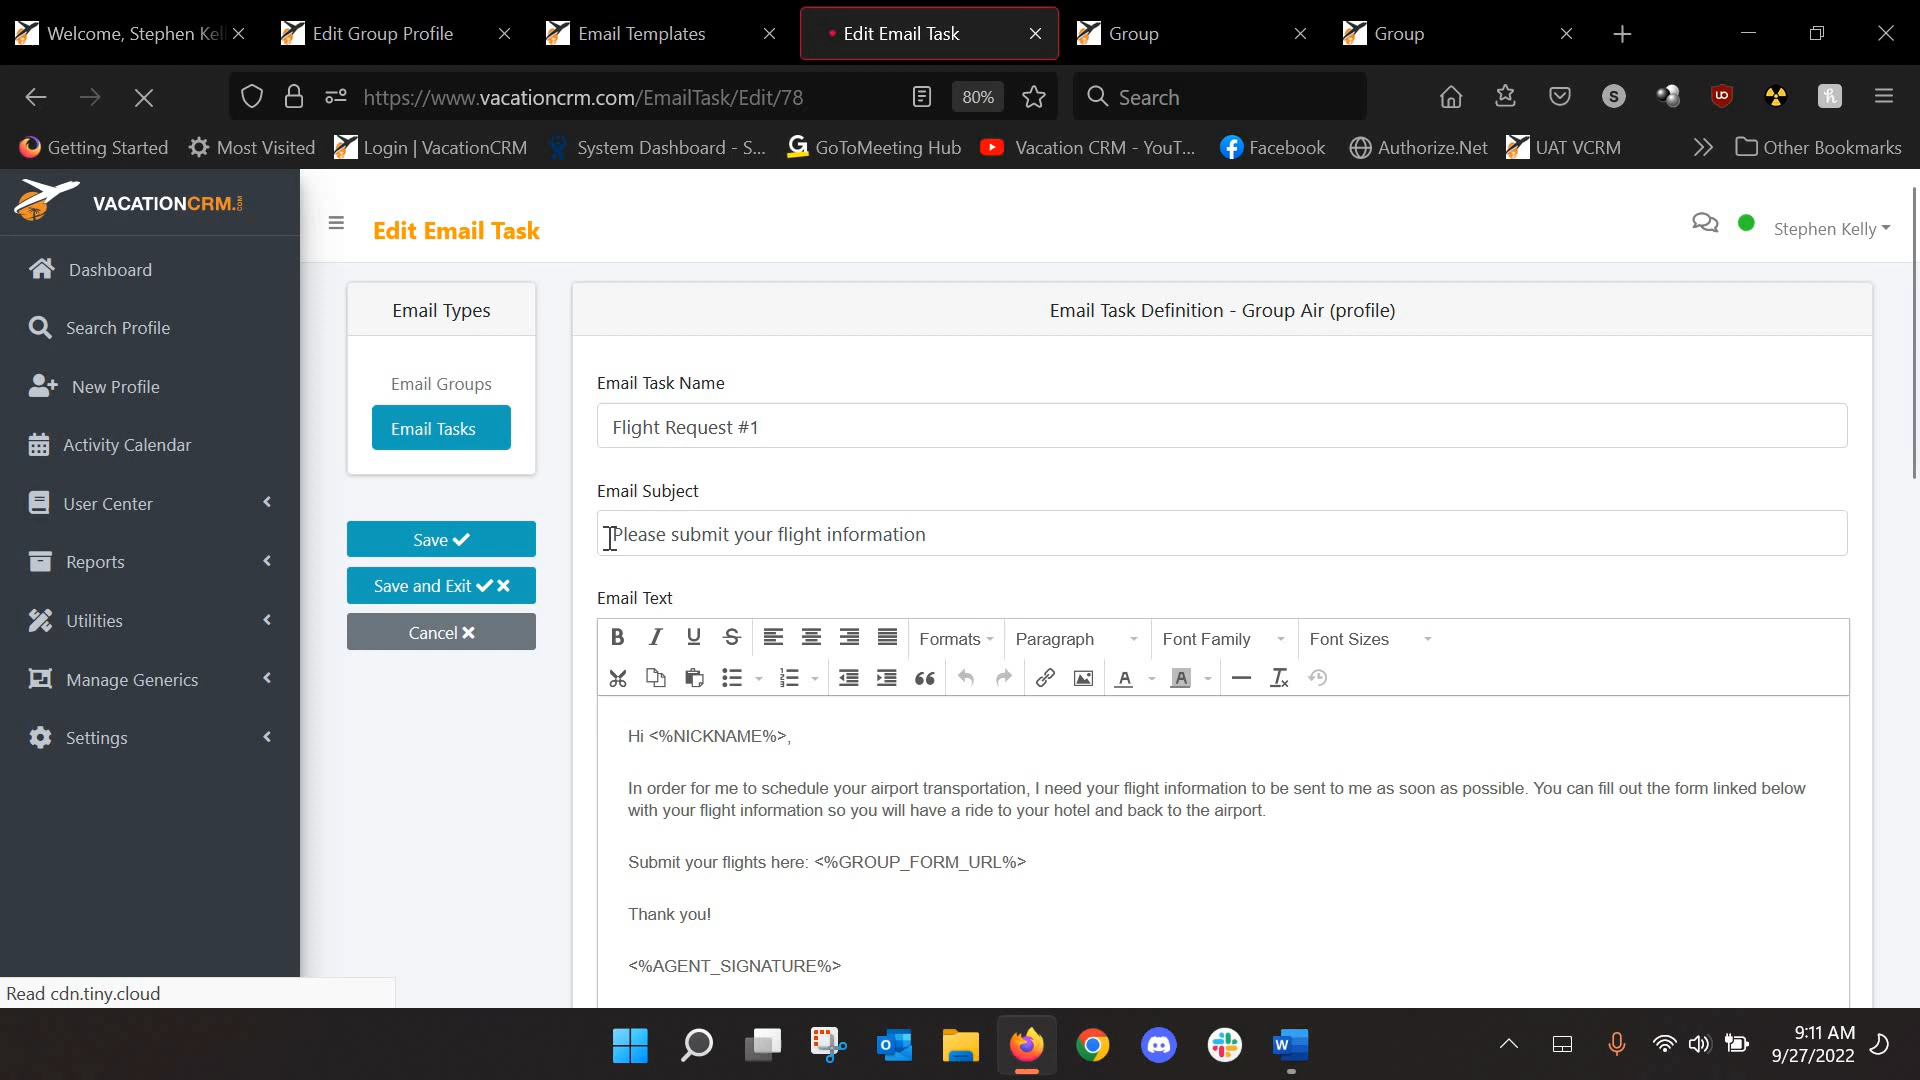 Welcome, Stephen Kel
Edit Group Profile
Email Templates
Edit Email Task
Group
Group
https://www.vacationcrm.com/EmailTask/Edit/78
80%
Search
S
Getting Started
Most Visited
Login | VacationCRM
System Dashboard - S...
GoToMeeting Hub
Vacation CRM - YouT...
Facebook
Authorize.Net
UAT VCRM
Other Bookmarks
VACATIONCRM.COM
Edit Email Task
Stephen Kelly
Dashboard
Search Profile
New Profile
Activity Calendar
User Center
Reports
Utilities
Manage Generics
Settings
Email Types
Email Groups
Email Tasks
Save
Save and Exit
Cancel
Email Task Definition - Group Air (profile)
Email Task Name
Flight Request #1
Email Subject
Please submit your flight information
Email Text
Formats
Paragraph
Font Family
Font Sizes
Hi <%NICKNAME%>,
In order for me to schedule your airport transportation, I need your flight information to be sent to me as soon as possible. You can fill out the form linked below
with your flight information so you will have a ride to your hotel and back to the airport.
Submit your flights here: <%GROUP_FORM_URL%>
Thank you!
<%AGENT_SIGNATURE%>
Read cdn.tiny.cloud
9:11 AM
9/27/2022